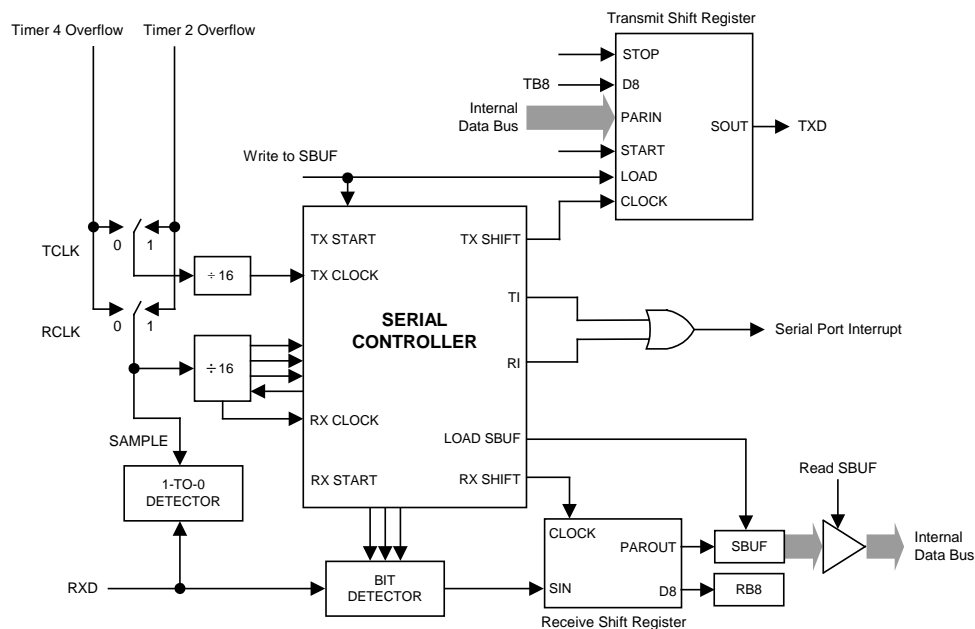 Timer 4 Overflow
Timer 2 Overflow
Transmit Shift Register
STOP
TB8
D8
Internal
Data Bus
PARIN
SOUT
TXD
START
Write to SBUF
LOAD
CLOCK
TX START
TX SHIFT
TCLK
0
1
÷ 16
TX CLOCK
TI
RCLK
0
1
SERIAL
CONTROLLER
Serial Port Interrupt
÷ 16
RI
RX CLOCK
SAMPLE
LOAD SBUF
1-TO-0
DETECTOR
RX START
RX SHIFT
Read SBUF
CLOCK
PAROUT
SBUF
Internal
Data Bus
RXD
BIT
DETECTOR
SIN
D8
RB8
Receive Shift Register